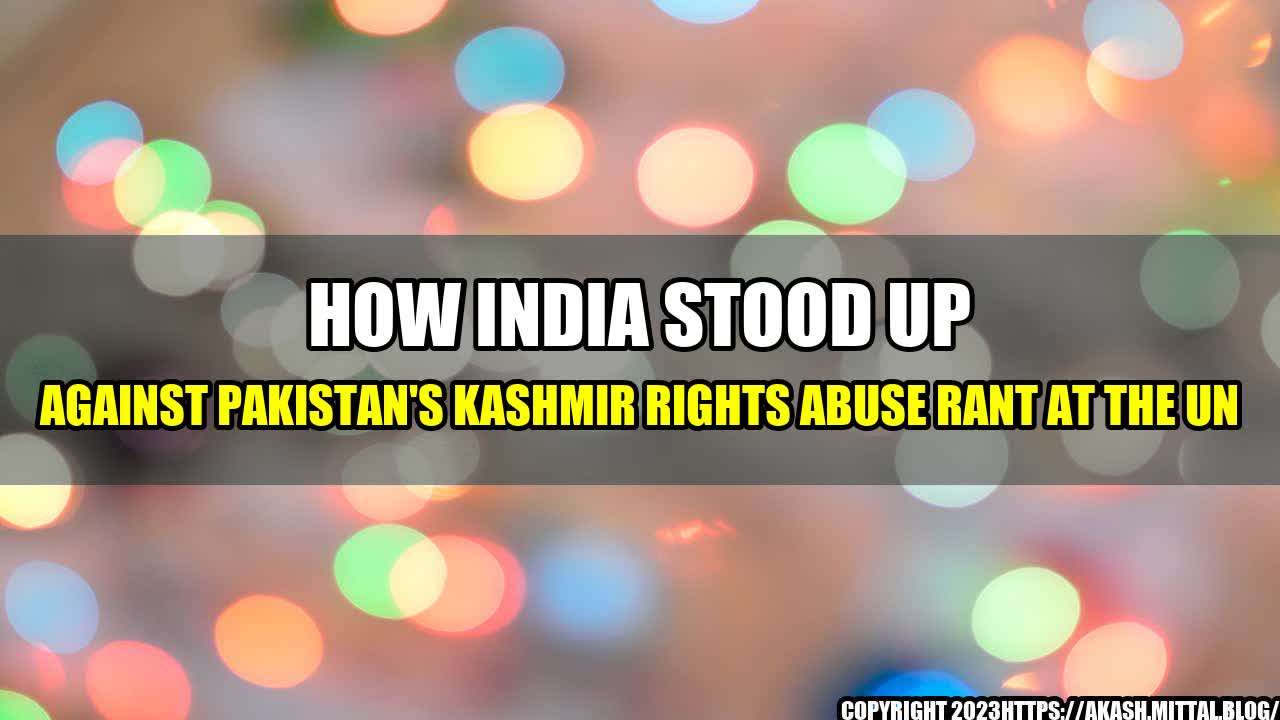 HOW INDIA STOOD UP
AGAINST PAKISTAN'S KASHMIR RIGHTS ABUSE RANT AT THE UN
COPYRIGHT 2023HTTPS://AKASH.MITTAL.BLOG/